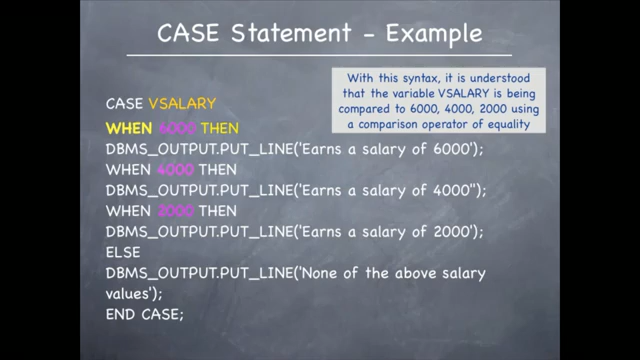 CASE Statement - Example
With this syntax, it is understood
that the variable VSALARY is being
compared to 6000, 4000, 2000 using
a comparison operator of equality
CASE VSALARY
WHEN 6000 THEN
DBMS_OUTPUT.PUT_LINE('Earns a salary of 6000');
WHEN 4000 THEN
DBMS_OUTPUT.PUT_LINE('Earns a salary of 4000");
WHEN 2000 THEN
DBMS_OUTPUT.PUT_LINE('Earns a salary of 2000');
ELSE
DBMS_OUTPUT.PUT_LINE('None of the above salary
values');
END CASE;